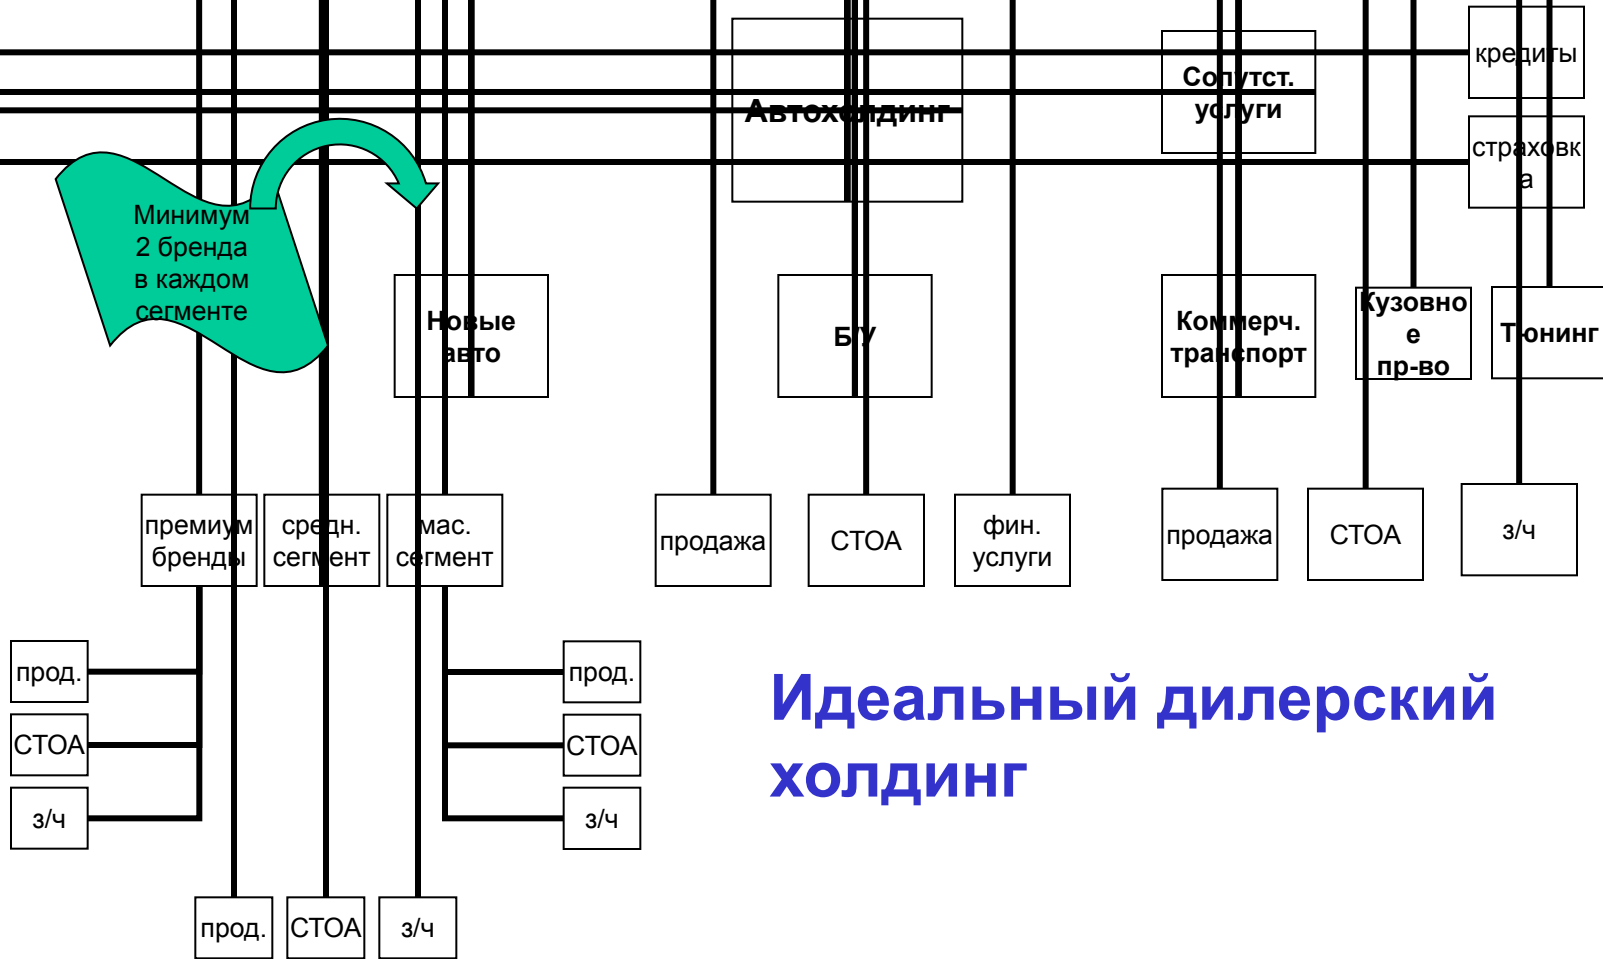 кредиты
Сопутст.
услуги
Автохолдинг
страховк
а
Минимум
2 бренда
в каждом
сегменте
Новые
авто
Б/У
Коммерч.
транспорт
Кузовно
е
пр-во
Тюнинг
премиум
бренды
средн.
сегмент
мас.
сегмент
продажа
СТОА
фин.
услуги
продажа
СТОА
з/ч
прод.
СТОА
з/ч
прод.
СТОА
з/ч
Идеальный дилерский
холдинг
прод.
СТОА
з/ч